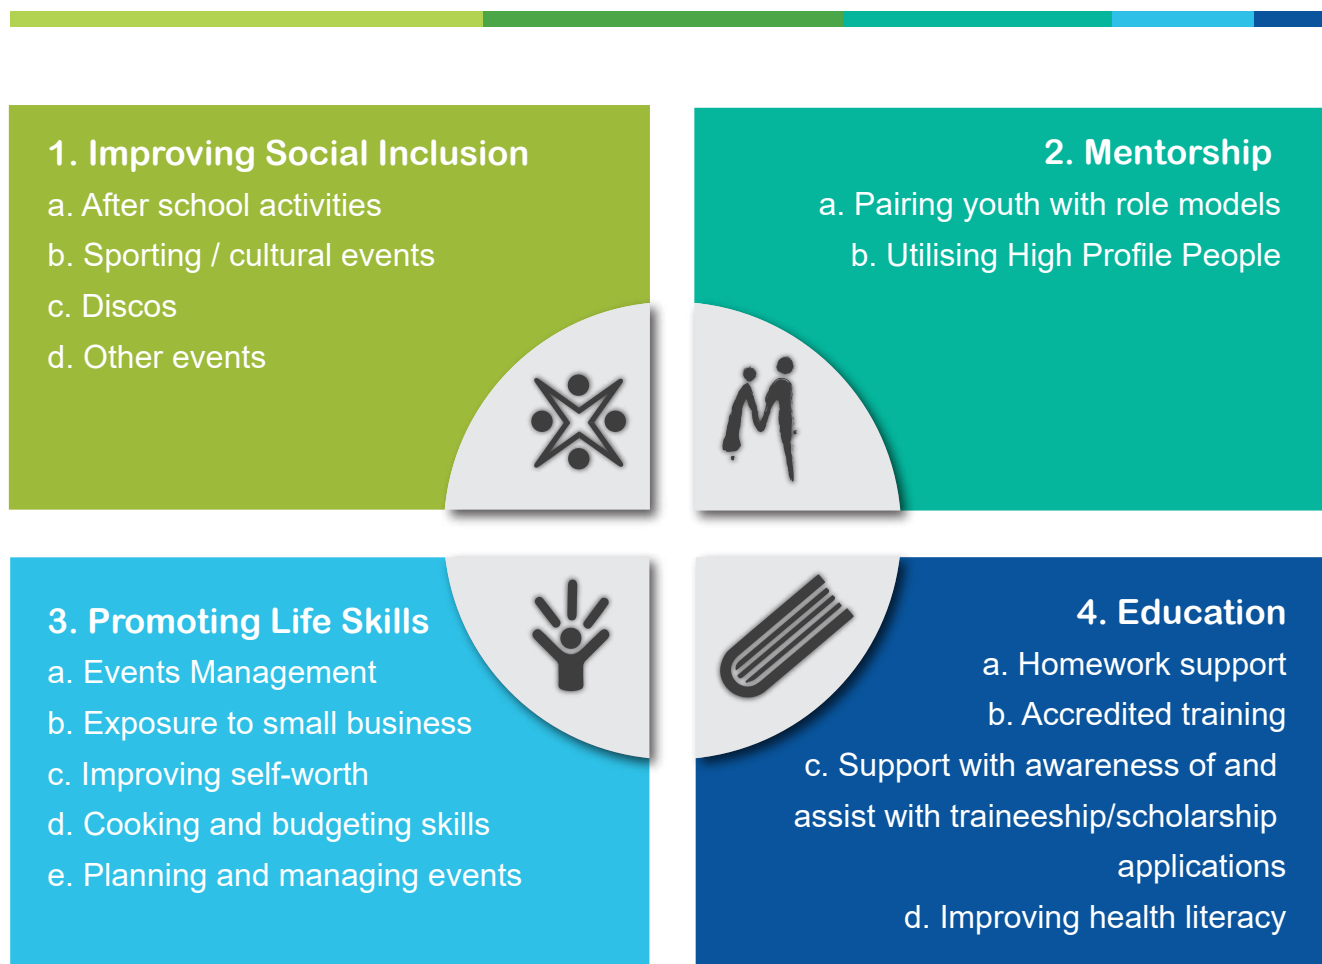 1. Improving Social Inclusion
a. After school activities
b. Sporting / cultural events
c. Discos
d. Other events
2. Mentorship
a. Pairing youth with role models
b. Utilising High Profile People
3. Promoting Life Skills
a. Events Management
b. Exposure to small business
c. Improving self-worth
d. Cooking and budgeting skills
e. Planning and managing events
4. Education
a. Homework support
b. Accredited training
c. Support with awareness of and
assist with traineeship/scholarship
applications
d. Improving health literacy